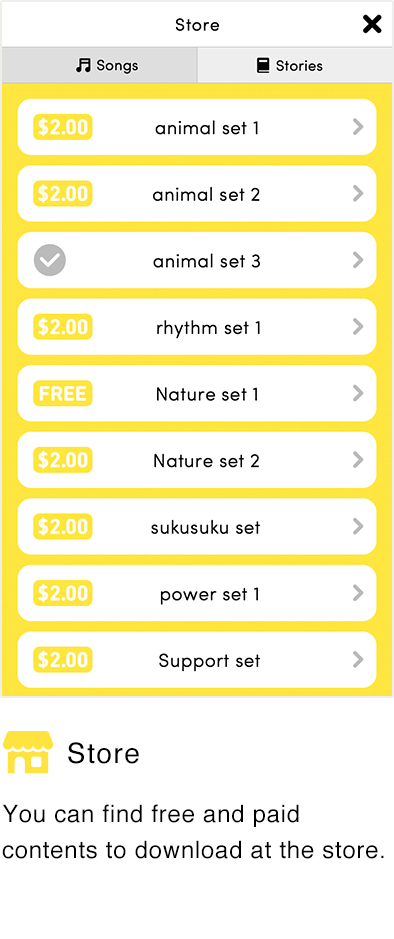 Store
Songs
Stories
$2.00 animal set 1
$2.00 animal set 2
animal set 3
$2.00 rhythm set 1
FREE Nature set 1
$2.00 Nature set 2
$2.00 sukusuku set
$2.00 power set 1
$2.00 Support set
Store
You can find free and paid
contents to download at the store.